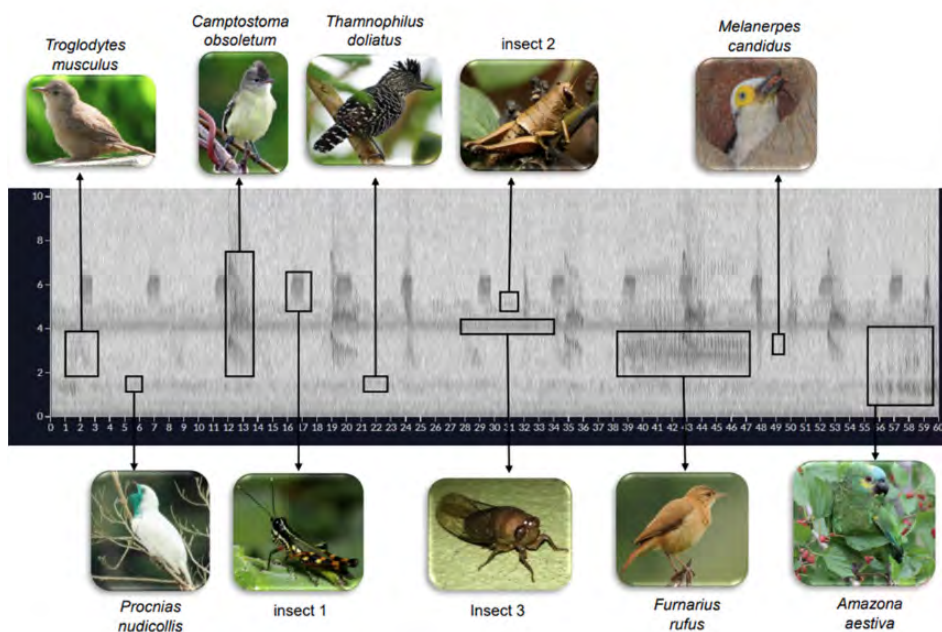 Troglodytes
musculus
Camptostoma
obsoletum
Thamnophilus
doliatus
insect 2
Melanerpes
candidus
10
8
6
4
2
0
0 1 2 3 4 5 6 7 8 9 10 11 12 13 14 15 16 17 18 19 20 21 22 23 24 25 26 27 28 29 30 31 32 33 34 35 36 37 38 39 40 41 42 43 44 45 46 47 48 49 50 51 52 53 54 55 56 57 58 59 60
Procnias
nudicollis
insect 1
Insect 3
Furnarius
rufus
Amazona
aestiva